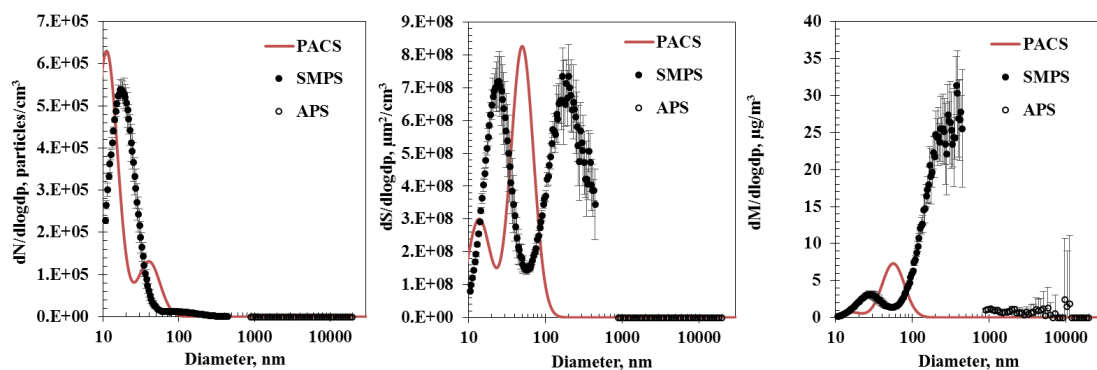 7.E+05
6.E+05
5.E+05
4.E+05
3.E+05
2.E+05
1.E+05
0.E+00
dN/dlogdp, particles/cm³
10 100 1000 10000
Diameter, nm
PACS
SMPS
APS
9.E+08
8.E+08
7.E+08
6.E+08
5.E+08
4.E+08
3.E+08
2.E+08
1.E+08
0.E+00
dS/dlogdp, µm²/cm³
10 100 1000 10000
Diameter, nm
PACS
SMPS
APS
40
35
30
25
20
15
10
5
0
dM/dlogdp, µg/m³
10 100 1000 10000
Diameter, nm
PACS
SMPS
APS